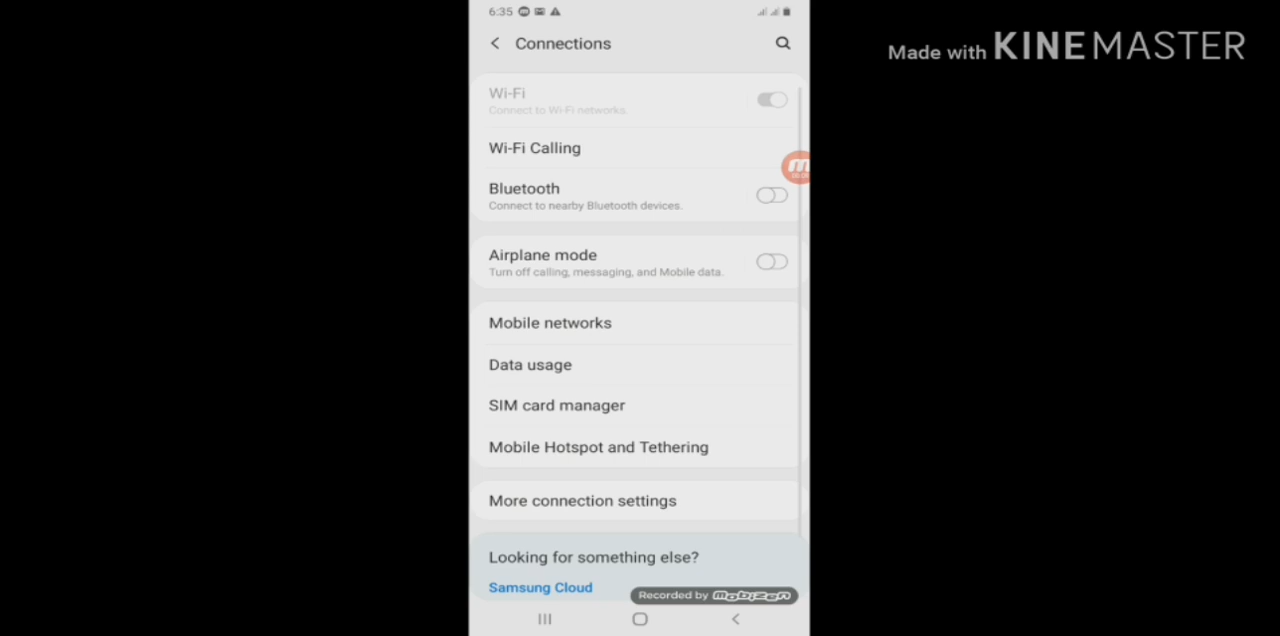 6:35
Connections
Made with KINEMASTER
Wi-Fi
Connect to Wi-Fi networks.
Wi-Fi Calling
Bluetooth
Connect to nearby Bluetooth devices.
Airplane mode
Turn off calling, messaging, and Mobile data.
Mobile networks
Data usage
SIM card manager
Mobile Hotspot and Tethering
More connection settings
Looking for something else?
Samsung Cloud
Recorded by mobizen